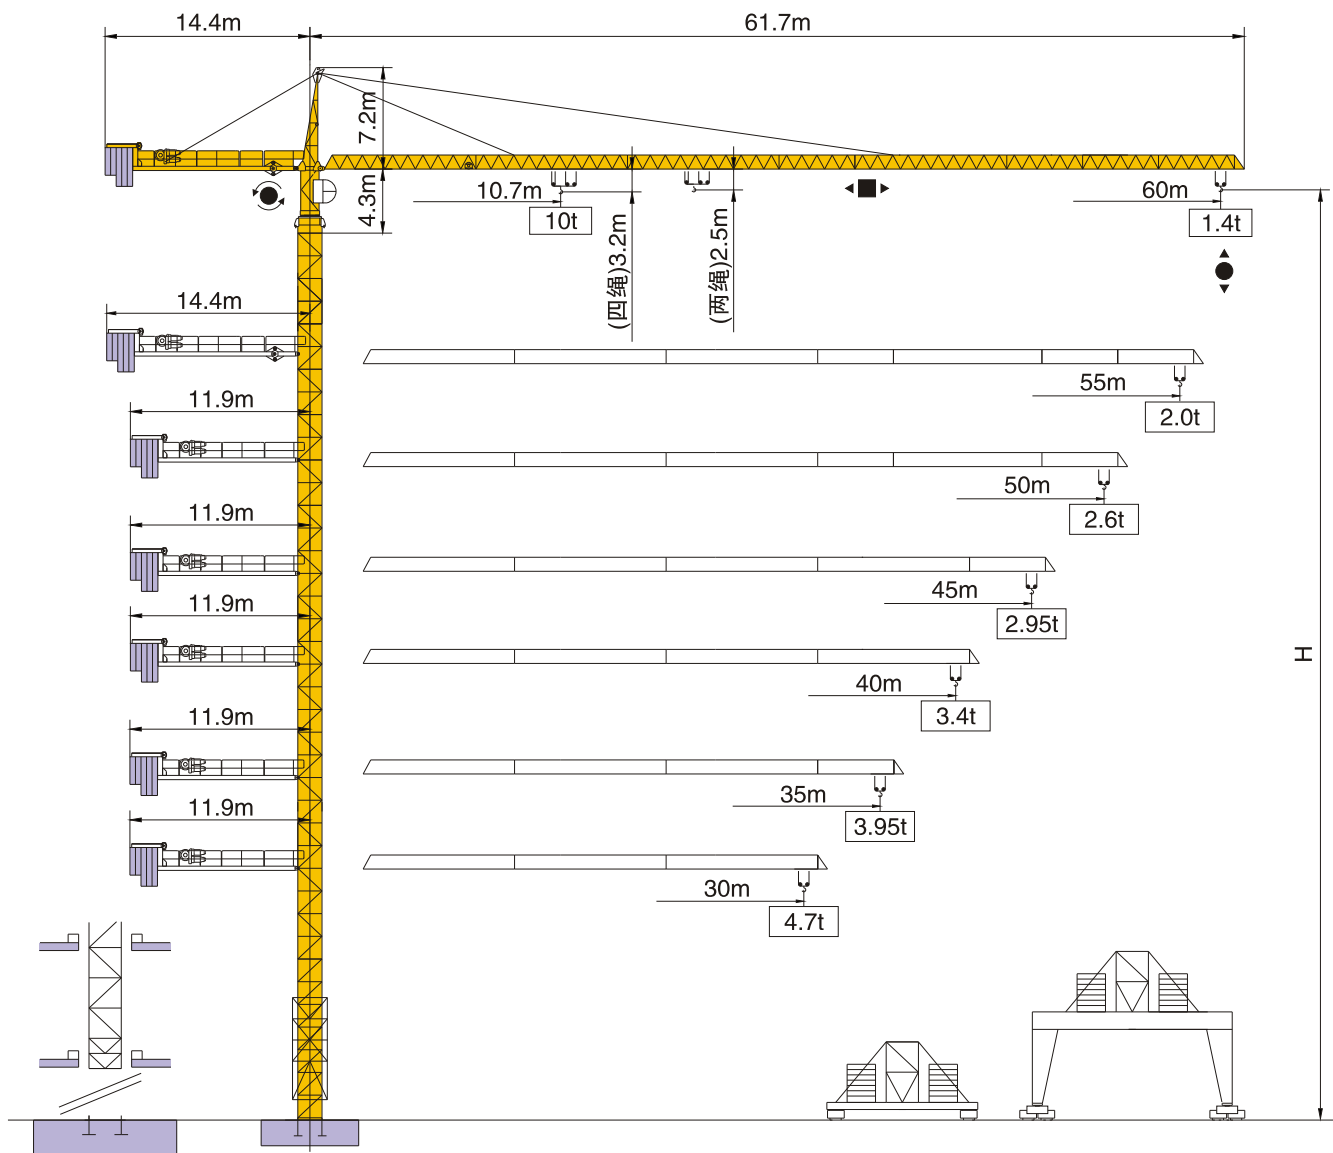 14.4m
61.7m
7.2m
4.3m
10.7m
10t
(四绳)3.2m
(两绳)2.5m
60m
1.4t
14.4m
55m
2.0t
11.9m
50m
2.6t
11.9m
45m
2.95t
11.9m
40m
3.4t
H
11.9m
35m
3.95t
11.9m
30m
4.7t